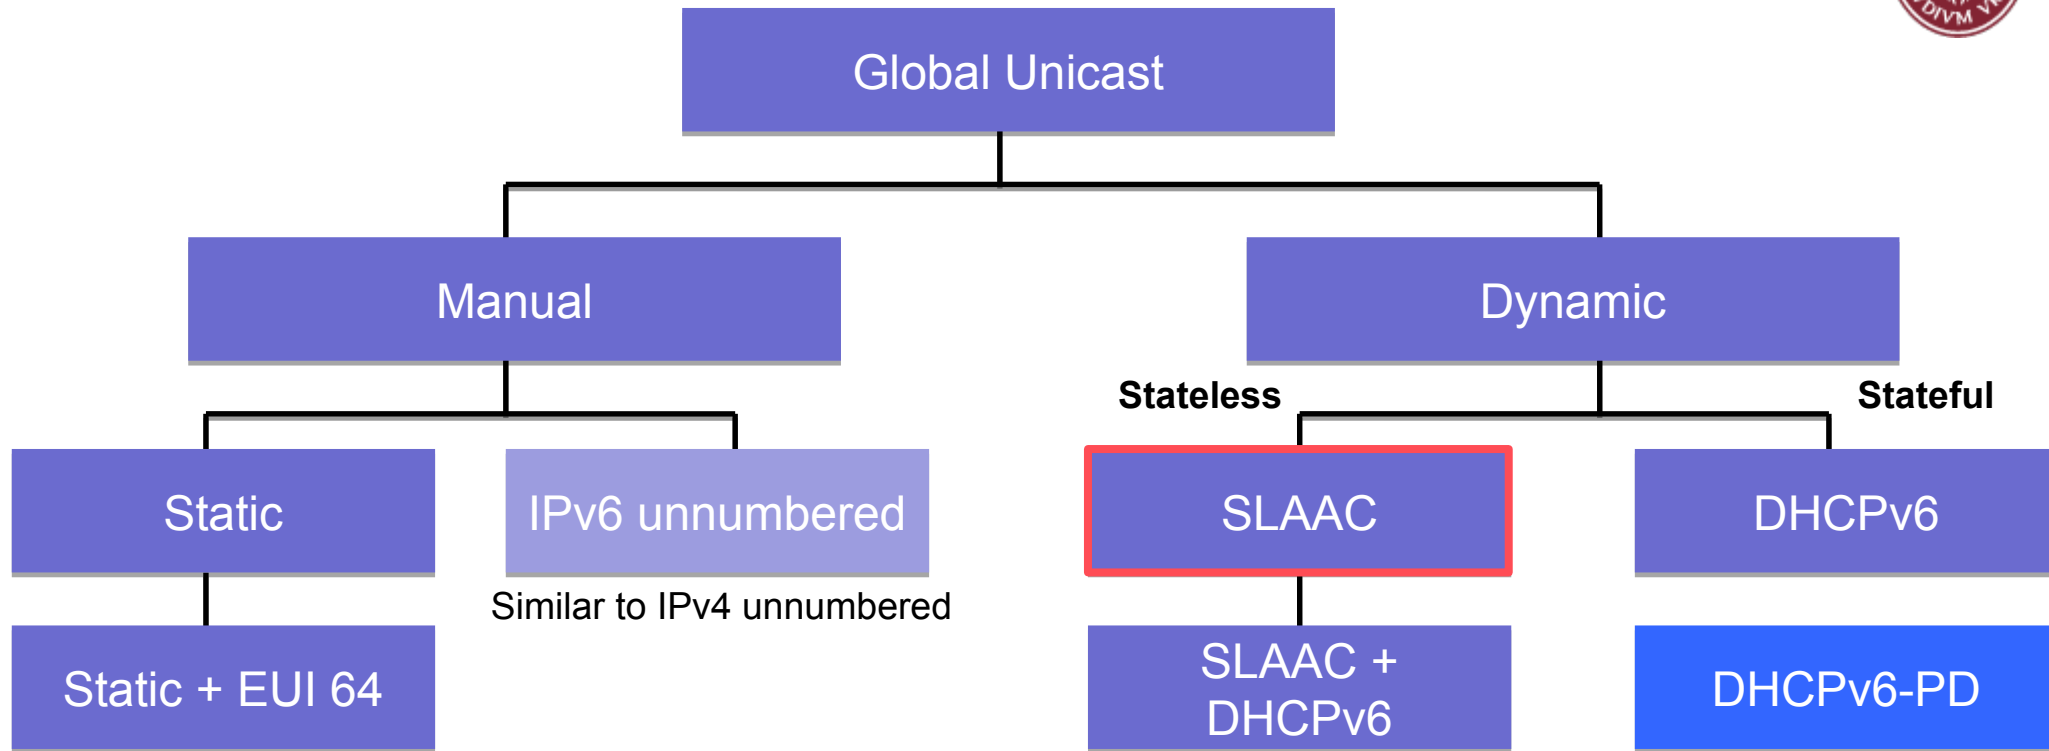 DIVM V
Global Unicast
Manual
Dynamic
Stateless
Stateful
Static
IPv6 unnumbered
SLAAC
DHCPv6
Similar to IPv4 unnumbered
Static + EUI 64
SLAAC +
DHCPv6
DHCPv6-PD